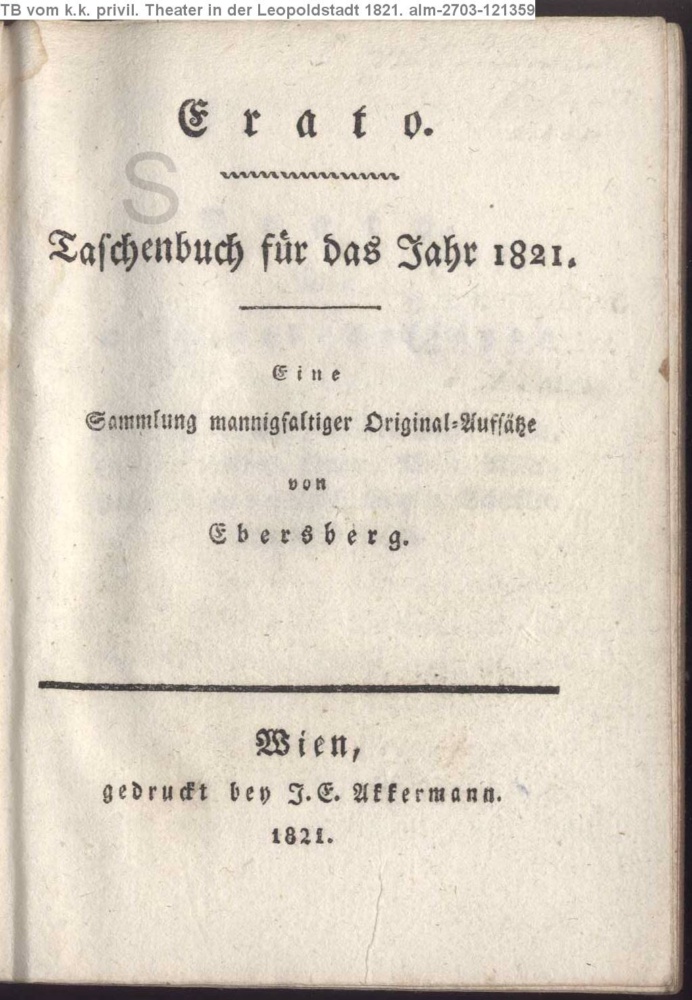 TB vom k.k. privil. Theater in der Leopoldstadt 1821. alm-2703-121359
Erato.
S
Taschenbuch für das Jahr 1821.
Eine
Sammlung mannigfaltiger Original-Aufsätze
von
Ebersberg.
Wien,
gedruckt bey J. E. Akkermann.
1821.